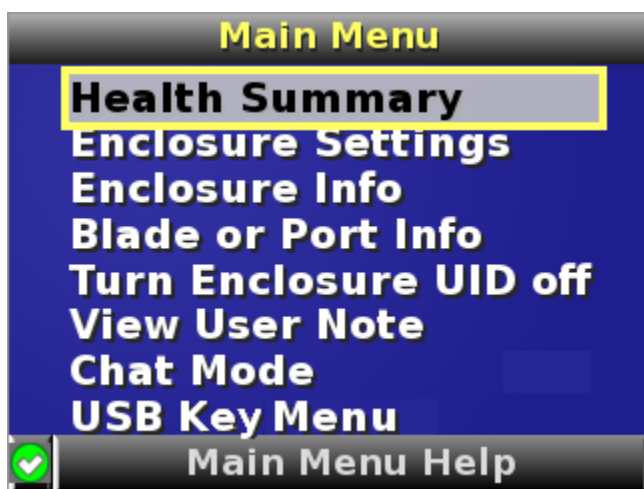 Main Menu
Health Summary
Enclosure Settings
Enclosure Info
Blade or Port Info
Turn Enclosure UID off
View User Note
Chat Mode
USB Key Menu
Main Menu Help